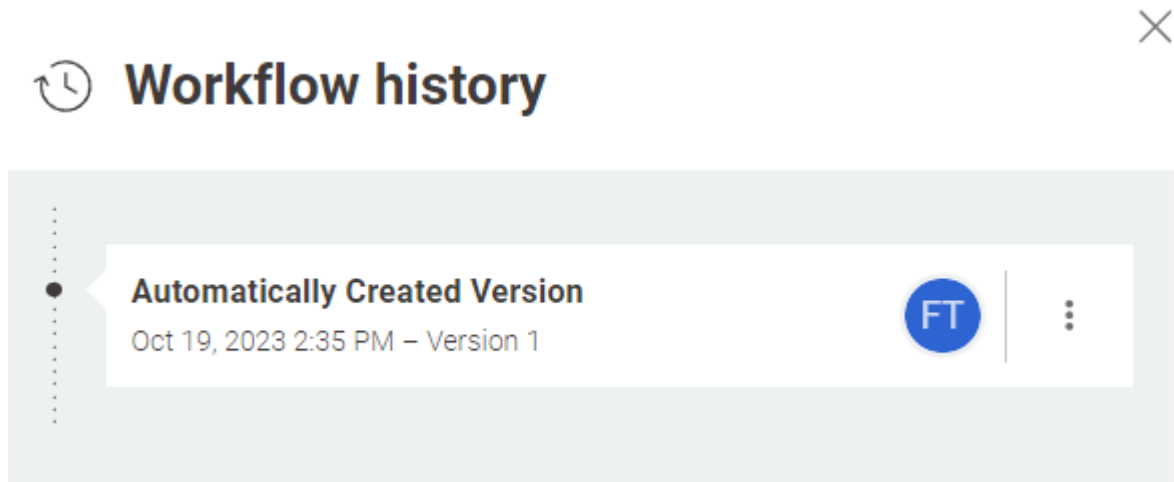 Workflow history
Automatically Created Version
FT
Oct 19, 2023 2:35 PM – Version 1